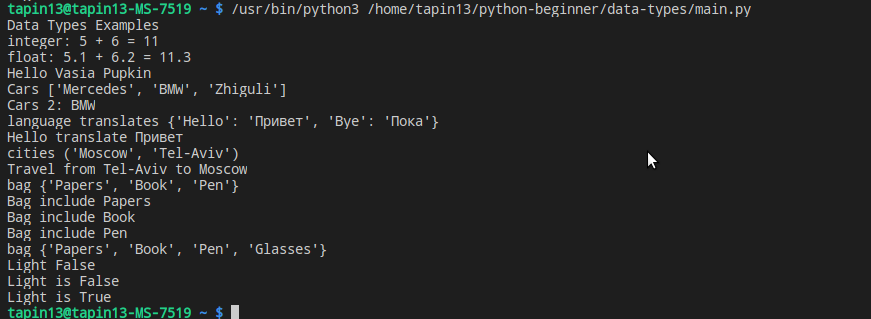 tapin13@tapin13-MS-7519 ~ $ /usr/bin/python3 /home/tapin13/python-beginner/data-types/main.py
Data Types Examples
integer: 5 + 6 = 11
float: 5.1 + 6.2 = 11.3
Hello Vasia Pupkin
Cars ['Mercedes', 'BMW', 'Zhiguli']
Cars 2: BMW
language translates {'Hello': 'Привет', 'Bye': 'Пока'}
Hello translate Привет
cities ('Moscow', 'Tel-Aviv')
Travel from Tel-Aviv to Moscow
bag {'Papers', 'Book', 'Pen'}
Bag include Papers
Bag include Book
Bag include Pen
bag {'Papers', 'Book', 'Pen', 'Glasses'}
Light False
Light is False
Light is True
tapin13@tapin13-MS-7519 ~ $